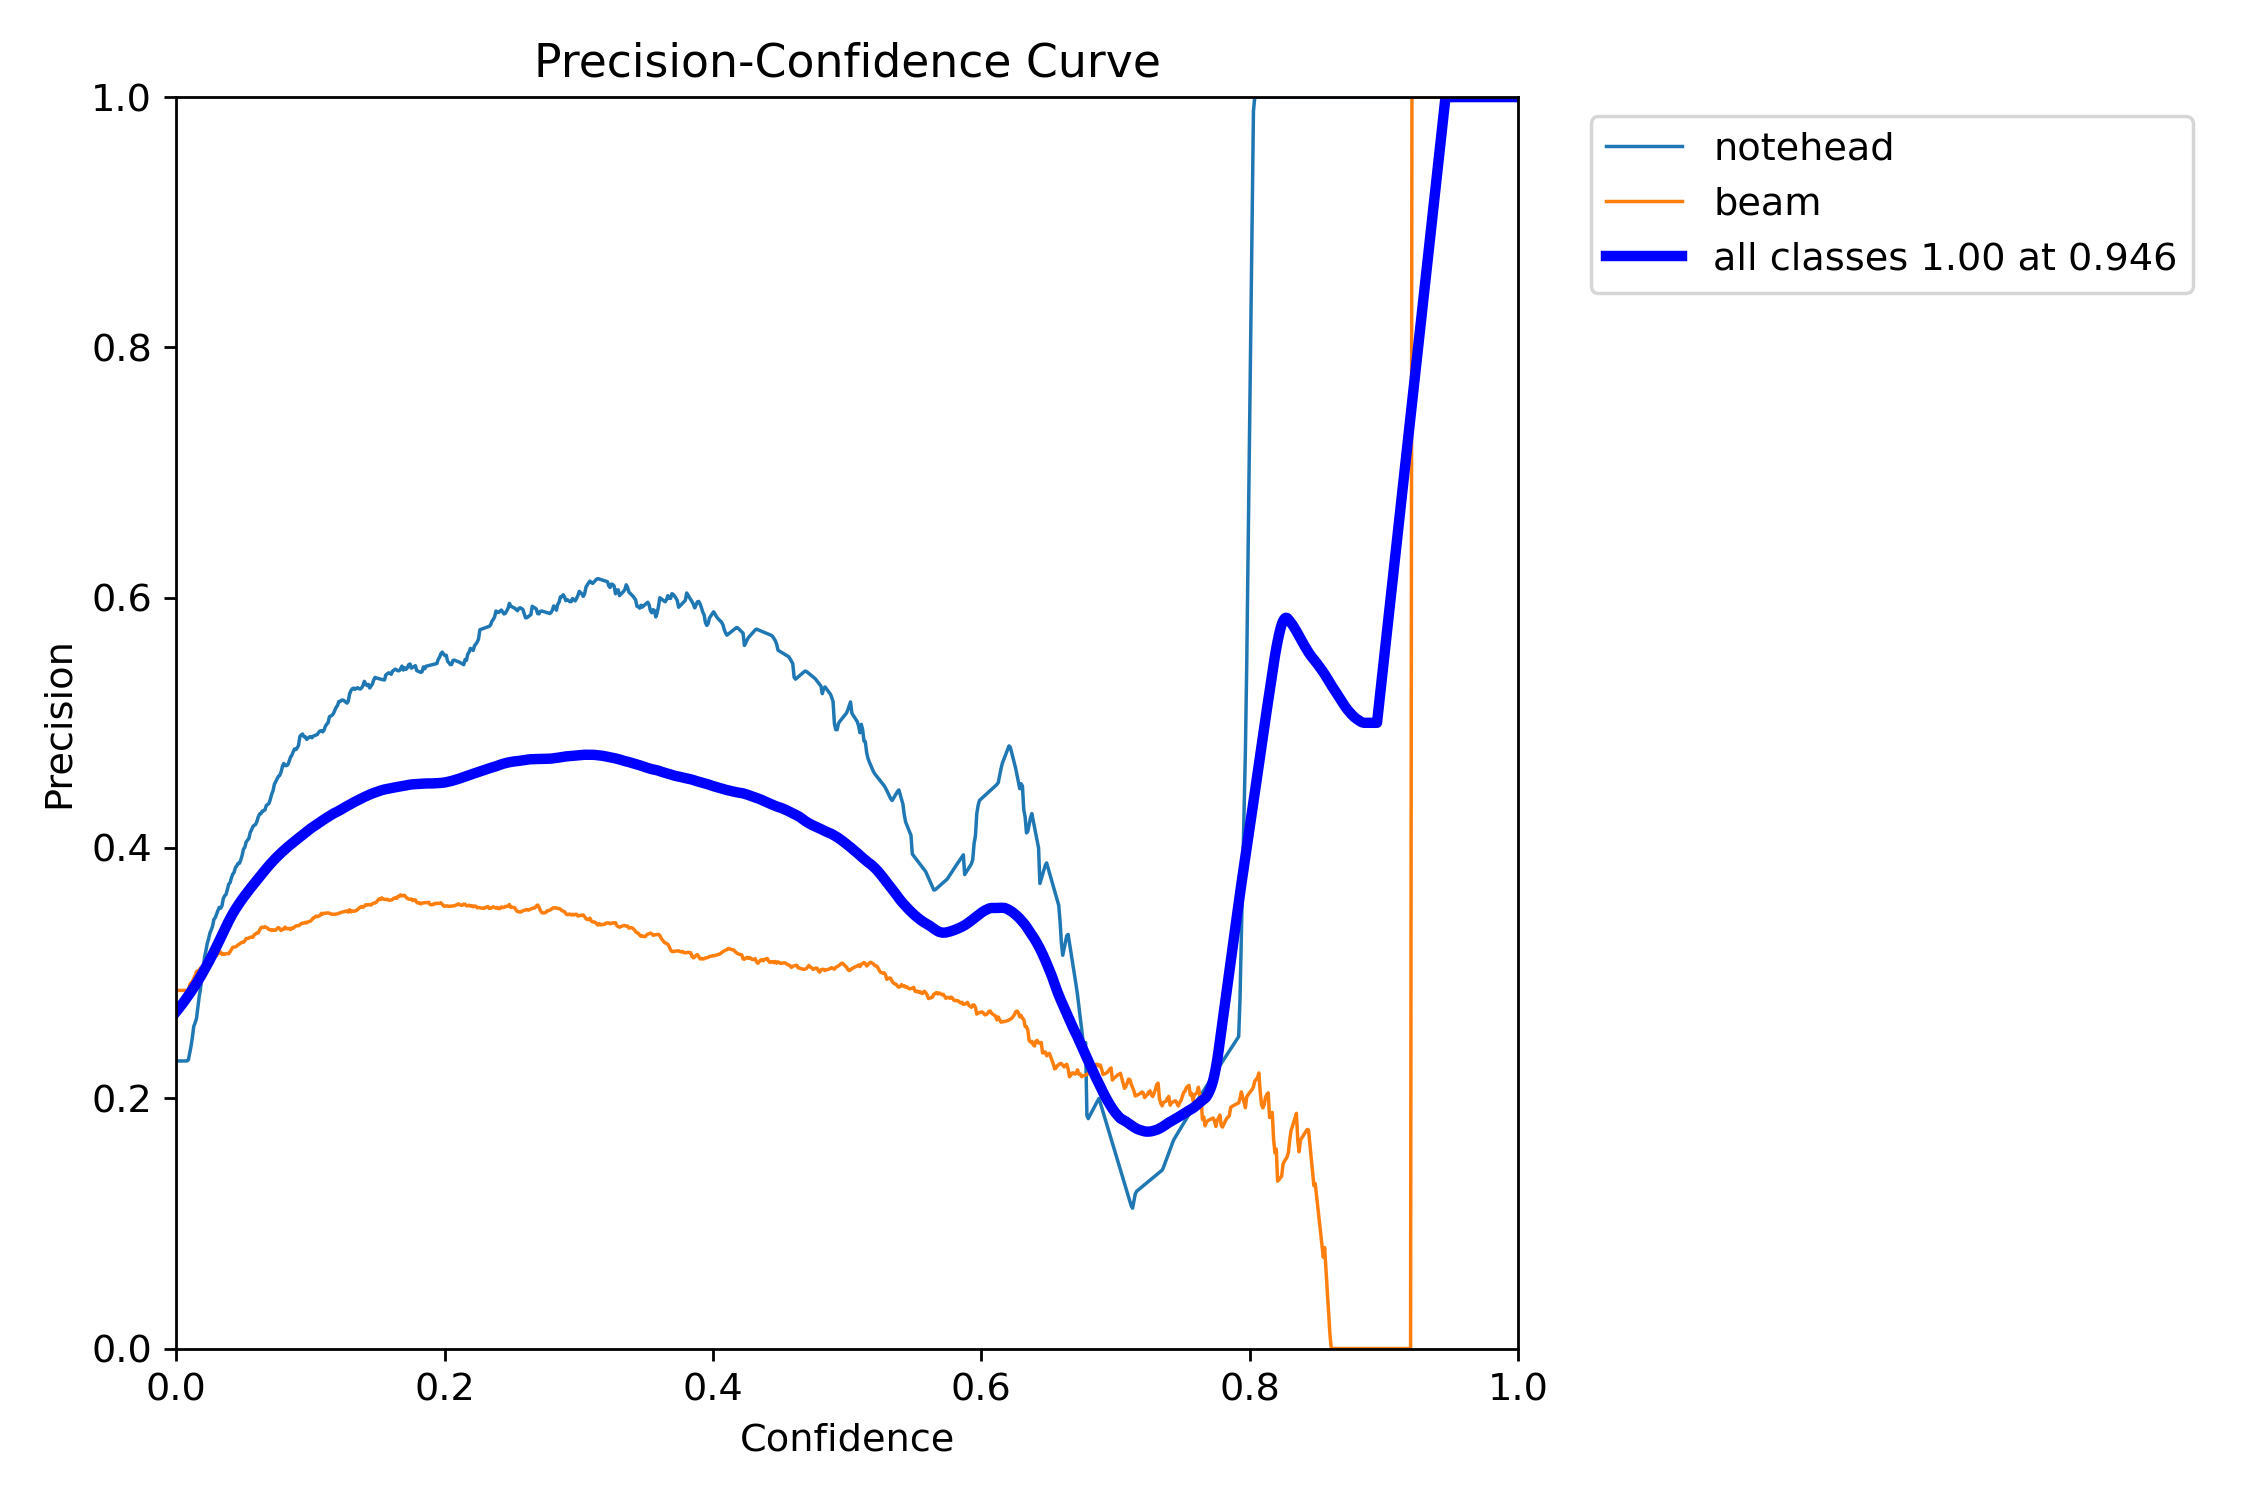 Precision-Confidence Curve
1.0
0.8
0.6
0.4
0.2
0.0
Precision
0.0 0.2 0.4 0.6 0.8 1.0
Confidence
notehead
beam
all classes 1.00 at 0.946